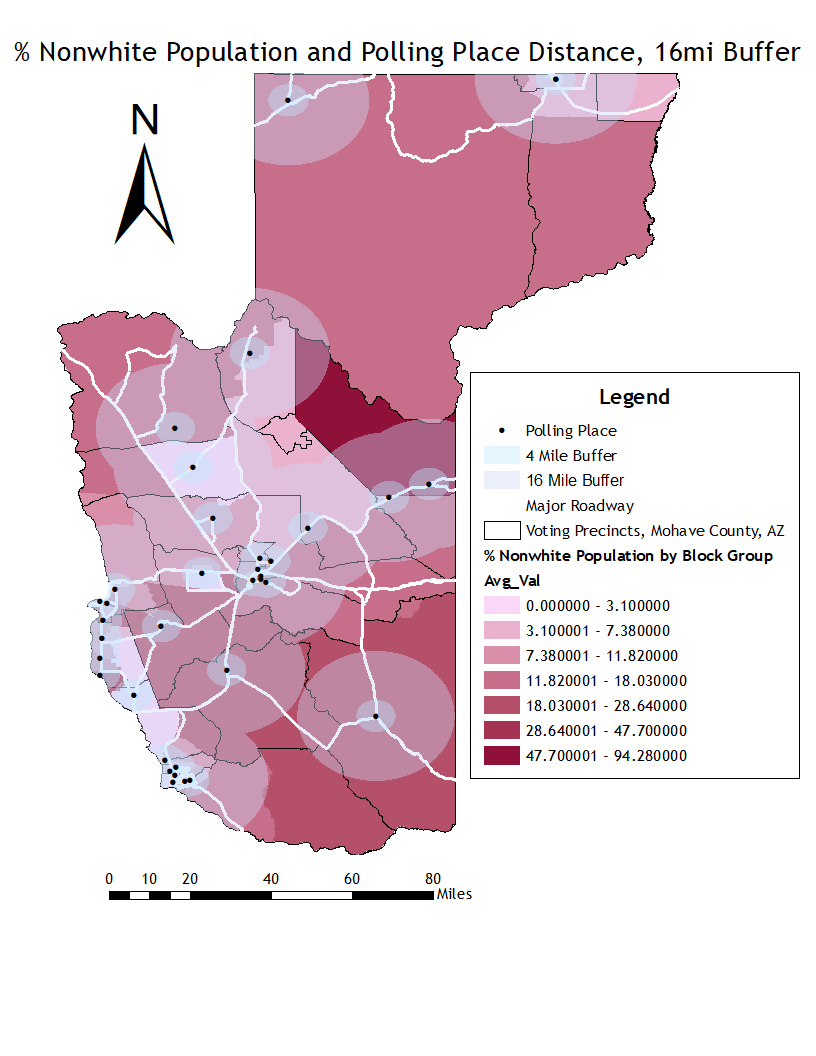 % Nonwhite Population and Polling Place Distance, 16mi Buffer
N
Legend
Polling Place
4 Mile Buffer
16 Mile Buffer
Major Roadway
Voting Precincts, Mohave County, AZ
% Nonwhite Population by Block Group
Avg_Val
0.000000 - 3.100000
3.100001 - 7.380000
7.380001 - 11.820000
11.820001 - 18.030000
18.030001 - 28.640000
28.640001 - 47.700000
47.700001 - 94.280000
0 10 20 40 60 80
Miles